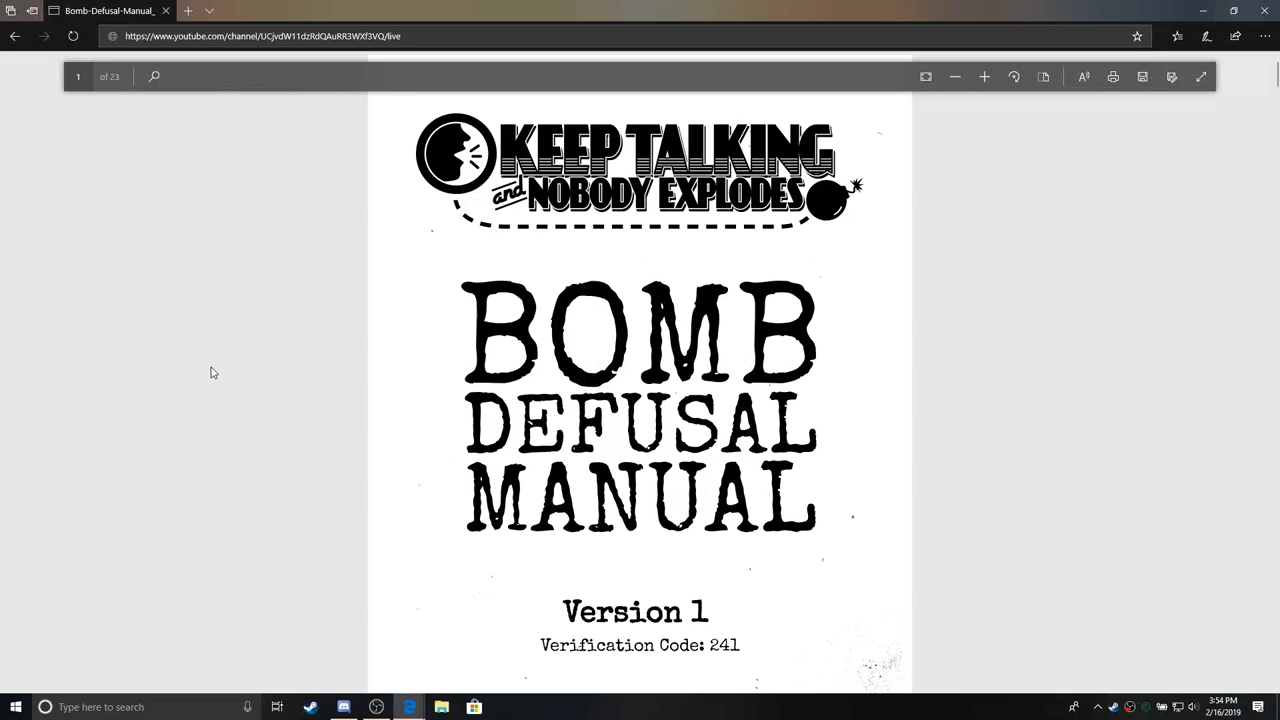 Bomb-Defusal-Manual_
https://www.youtube.com/channel/UCjvdW11dzRdQAuRR3WXf3VQ/live
1 of 23
KEEP TALKING
and NOBODY EXPLODES
BOMB
DEFUSAL
MANUAL
Version 1
Verification Code: 241
Type here to search
3:54 PM
2/16/2019